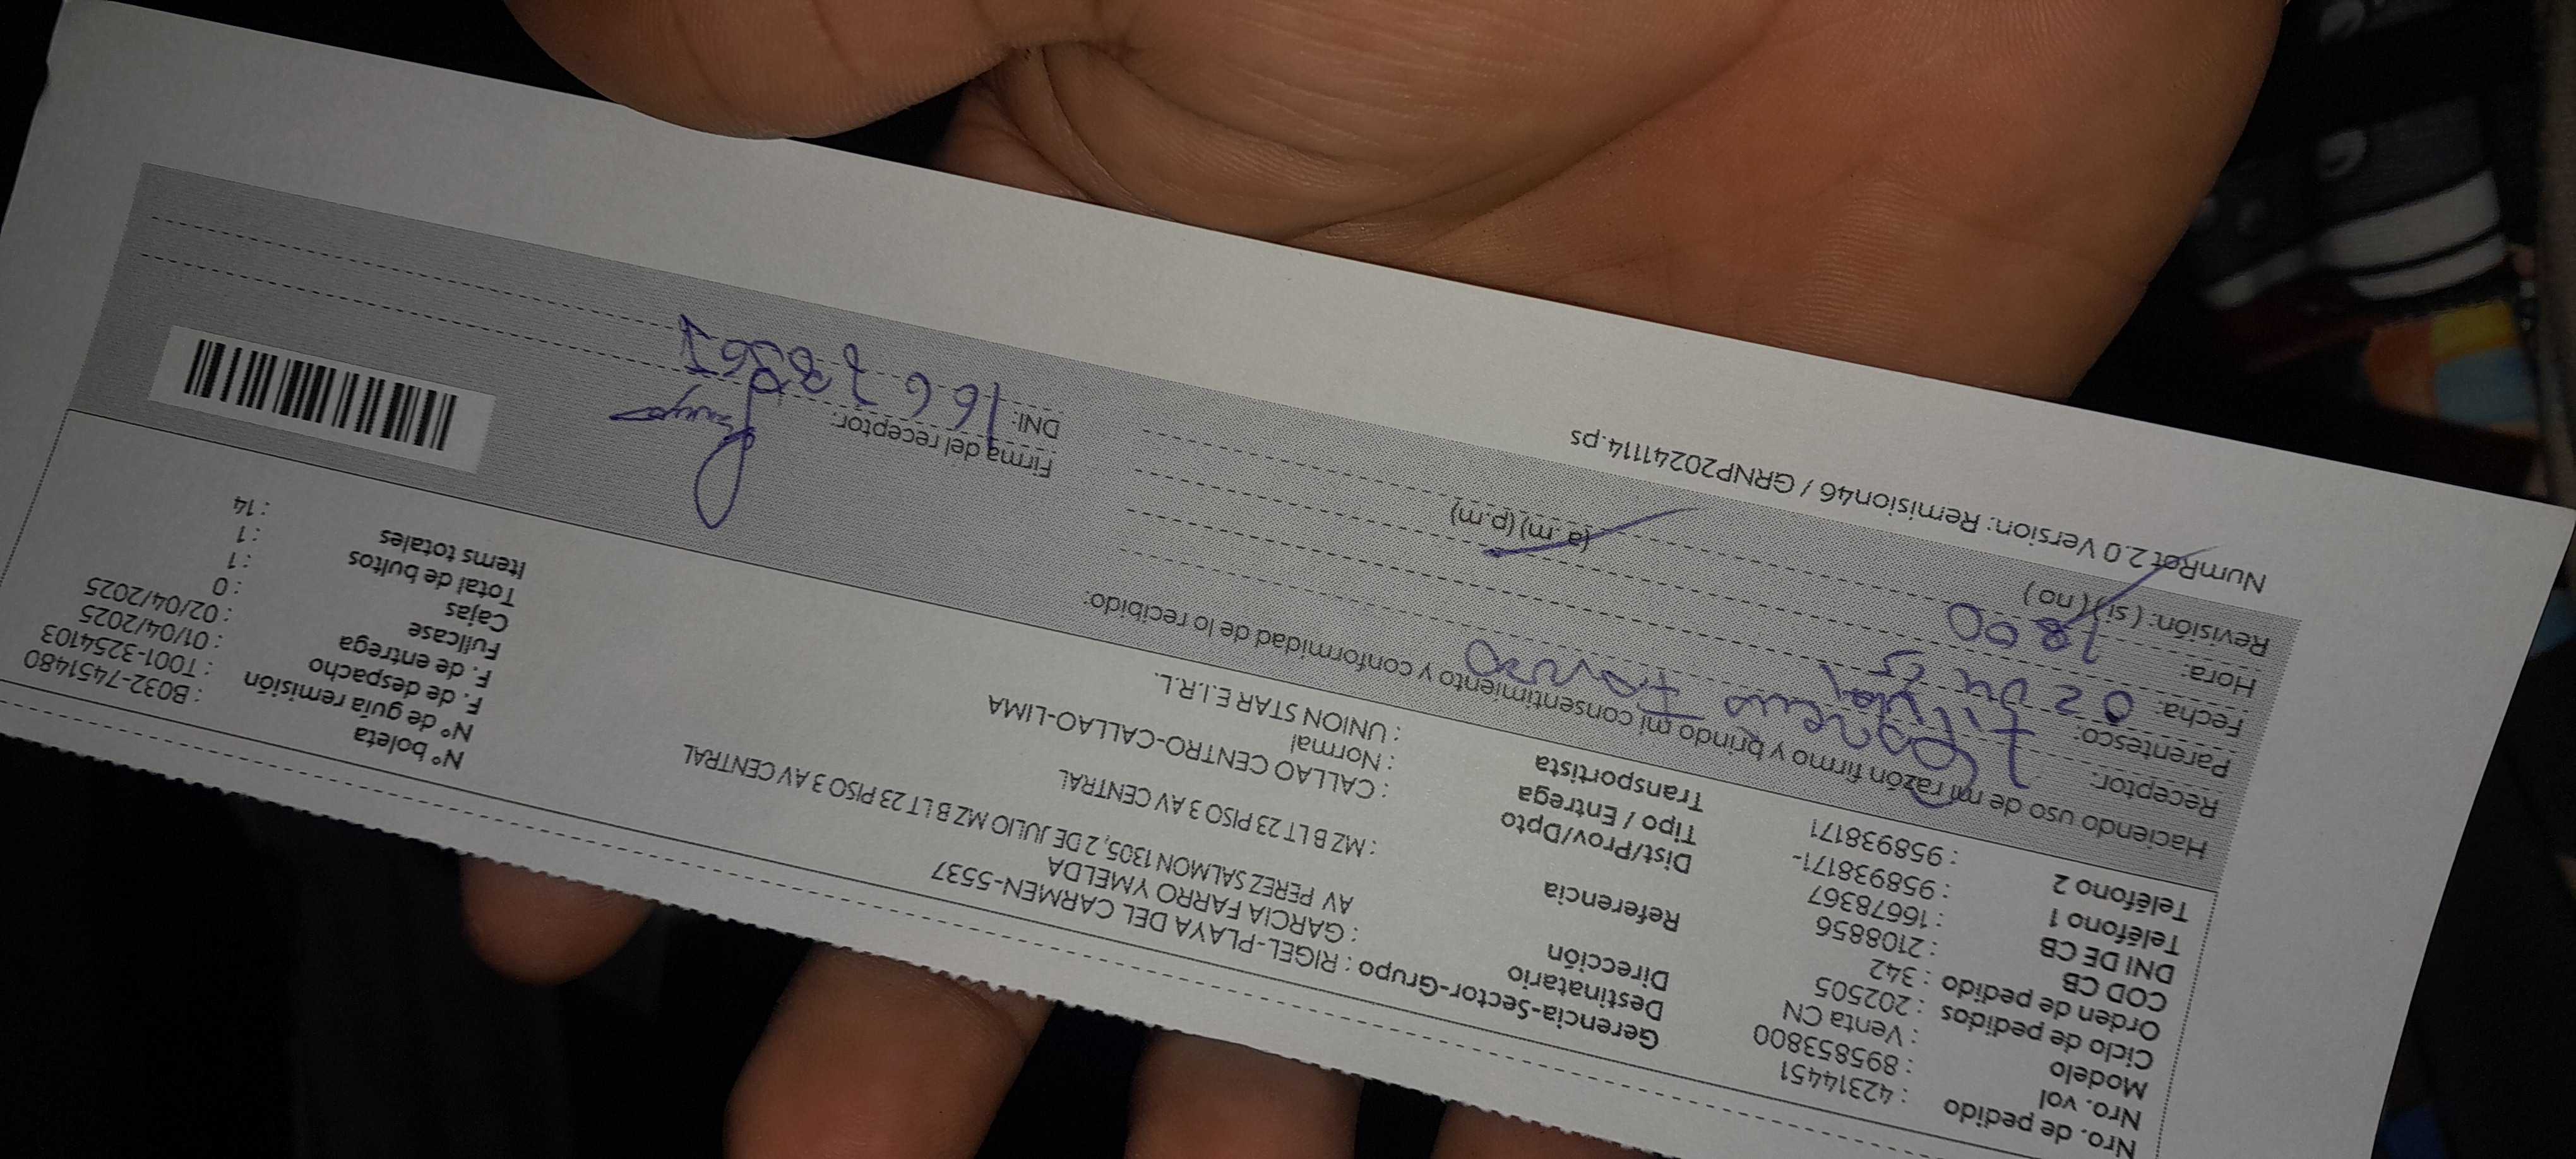 Nro. de pedido : 42314451
Nro. vol : 895853800
Modelo : Venta CN
Ciclo de pedidos : 202505
Orden de pedido : 342
COD CB : 2108856
DNI DE CB : 16678367
Teléfono 1 : 958938171-
Teléfono 2 : 958938171
Gerencia-Sector-Grupo : RIGEL-PLAYA DEL CARMEN-5537
Destinatario : GARCIA FARRO YMELDA
Dirección AV PEREZ SALMON 1305, 2 DE JULIO MZ B LT 23 PISO 3 AV CENTRAL
Referencia : MZ B LT 23 PISO 3 AV CENTRAL
Dist/Prov/Dpto : CALLAO CENTRO-CALLAO-LIMA
Tipo / Entrega : Normal
Transportista : UNION STAR E.I.R.L.
N° boleta : B032-7451480
N° de guía remisión : T001-3254103
F. de despacho : 01/04/2025
F. de entrega : 02/04/2025
Fullcase : 0
Cajas : 1
Total de bultos : 1
Items totales : 14
Haciendo uso de mi razón firmo y brindo mi consentimiento y conformidad de lo recibido:
Receptor:
Parentesco: Titular
Fecha: 02 04 25
Hora: 18 00 (a.m) (p.m)
Revisión: ( si ) ( no )
Firma del receptor:
DNI: 16678367
NumRot 2.0 Version: Remision46 / GRNP20241114.ps